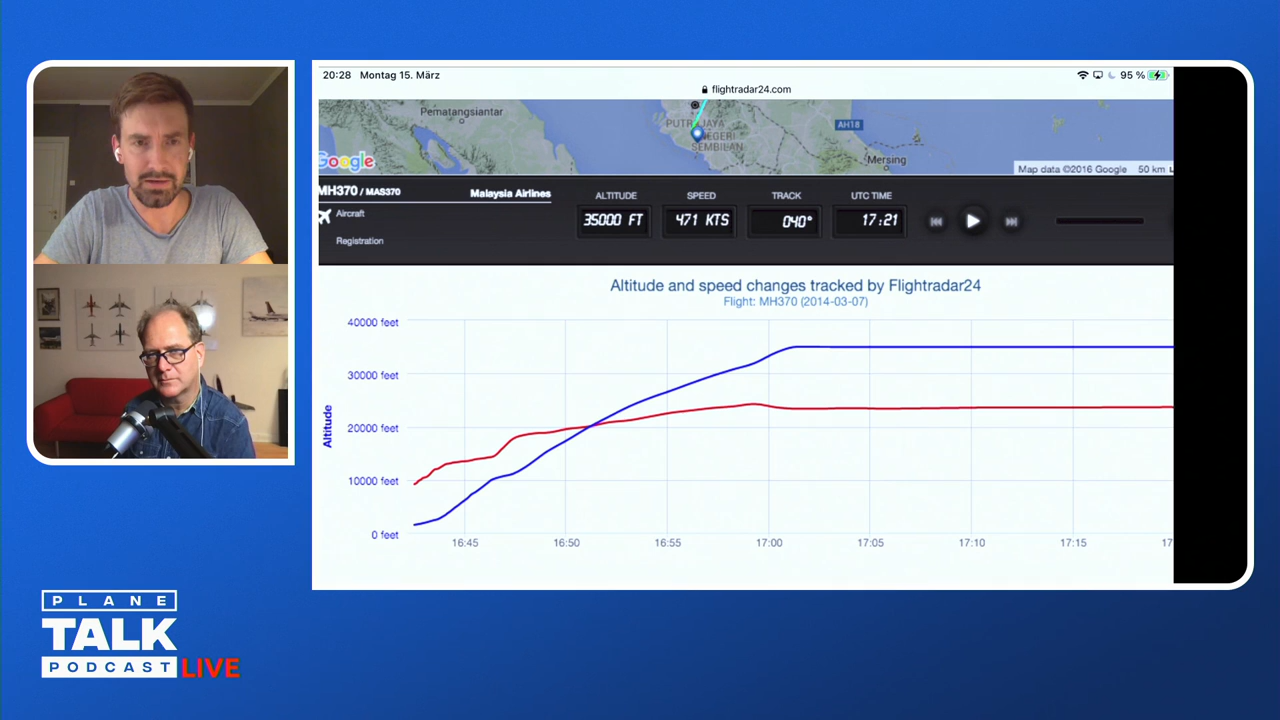 20:28 Montag 15. März
95 %
flightradar24.com
Pematangsiantar
PUTRAJAYA
NEGERI
SEMBILAN
AH18
Mersing
Google
Map data ©2016 Google 50 km
MH370 / MAS370
Malaysia Airlines
Aircraft
Registration
ALTITUDE SPEED TRACK UTC TIME
35000 FT 471 KTS 040° 17:21
Altitude and speed changes tracked by Flightradar24
Flight: MH370 (2014-03-07)
Altitude
40000 feet
30000 feet
20000 feet
10000 feet
0 feet
16:45 16:50 16:55 17:00 17:05 17:10 17:15 17
PLANE
TALK
PODCAST LIVE